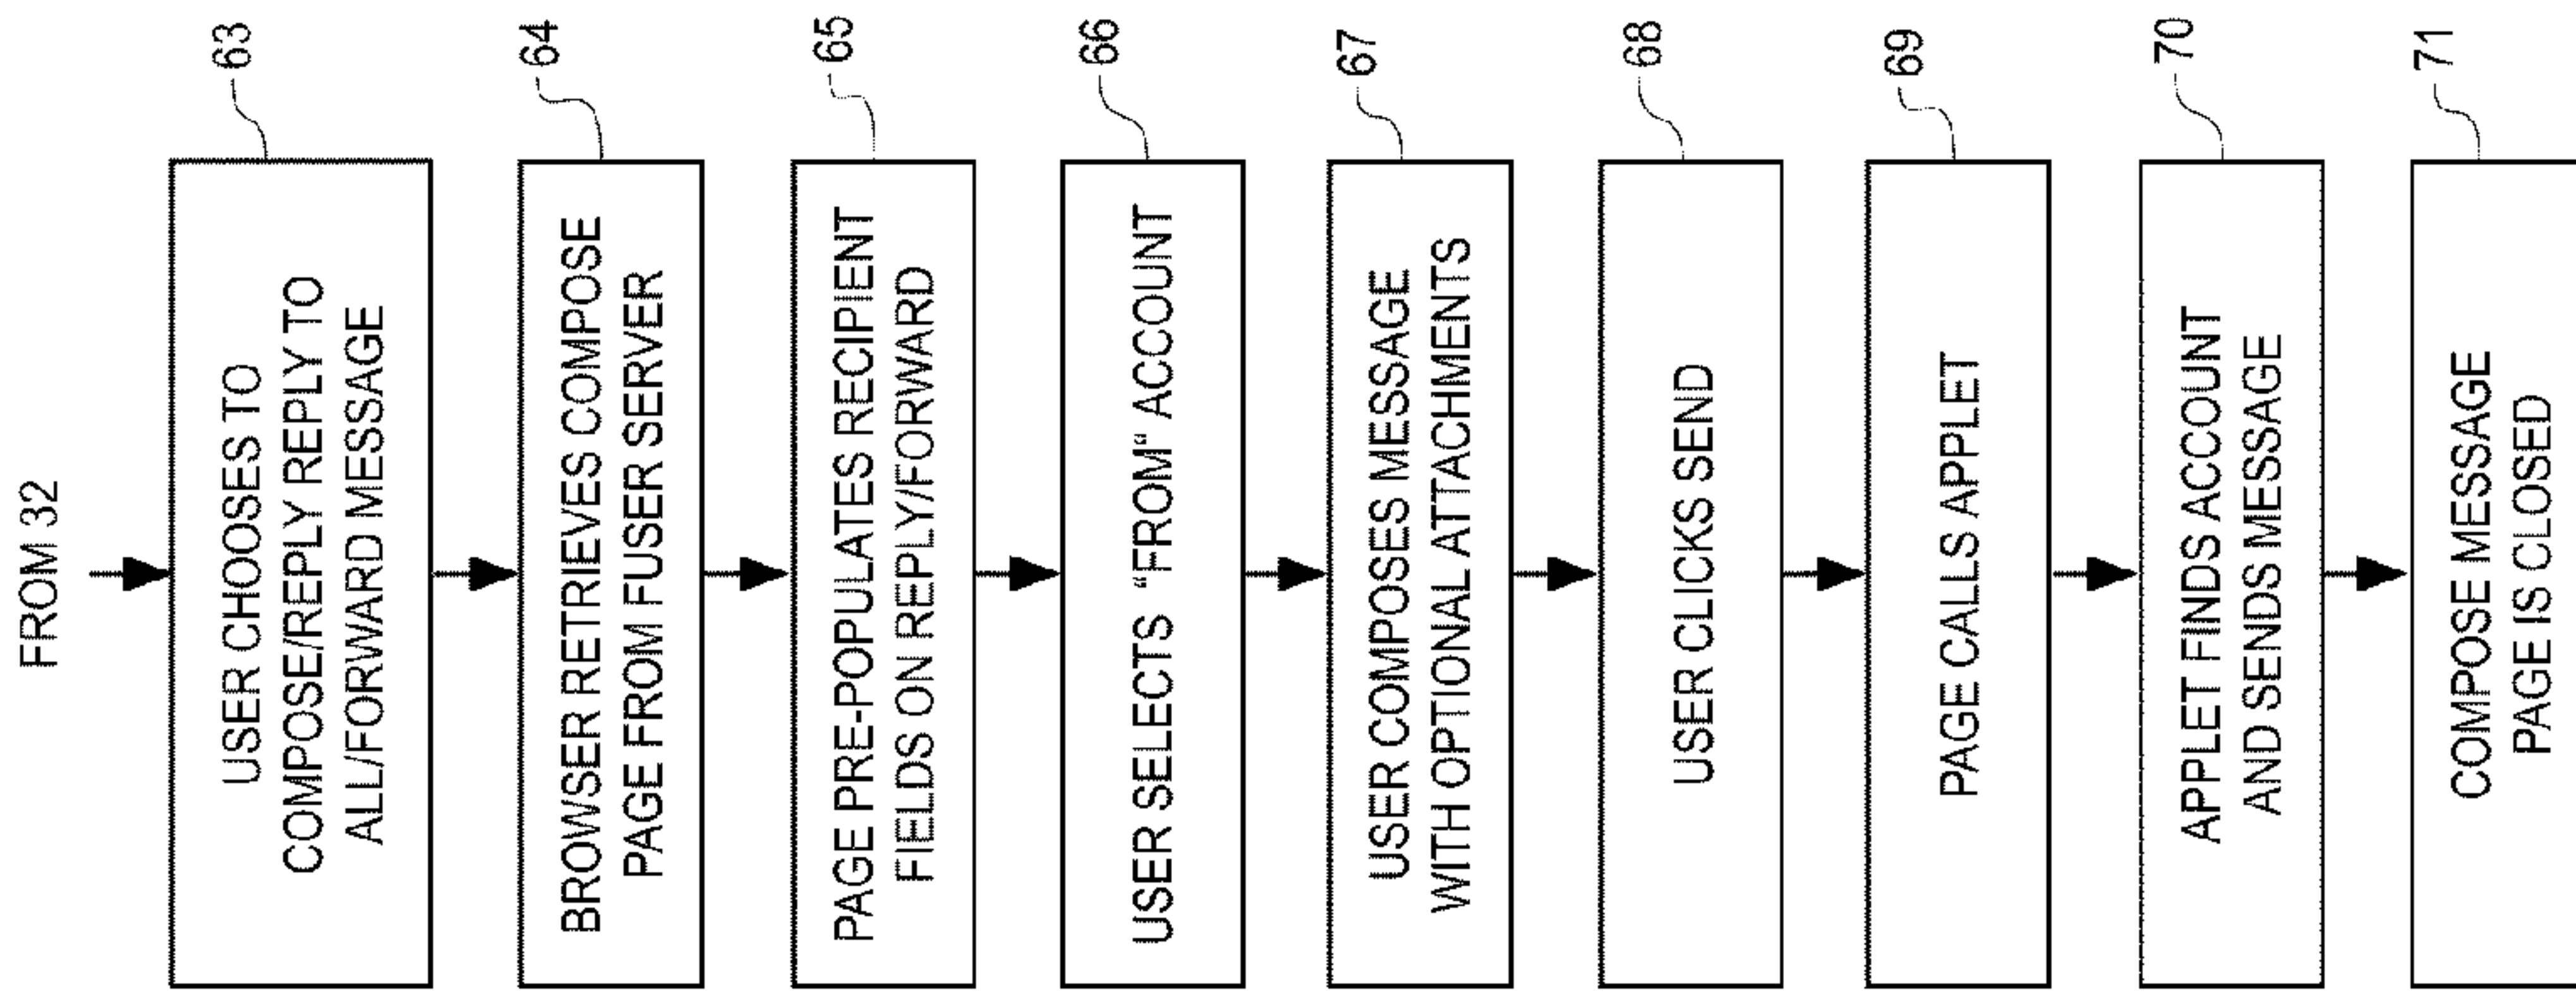 FROM 32
USER CHOOSES TO
COMPOSE/REPLY REPLY TO
ALL/FORWARD MESSAGE
63
BROWSER RETRIEVES COMPOSE
PAGE FROM FUSER SERVER
64
PAGE PRE-POPULATES RECIPIENT
FIELDS ON REPLY/FORWARD
65
USER SELECTS "FROM" ACCOUNT
66
USER COMPOSES MESSAGE
WITH OPTIONAL ATTACHMENTS
67
USER CLICKS SEND
68
PAGE CALLS APPLET
69
APPLET FINDS ACCOUNT
AND SENDS MESSAGE
70
COMPOSE MESSAGE
PAGE IS CLOSED
71